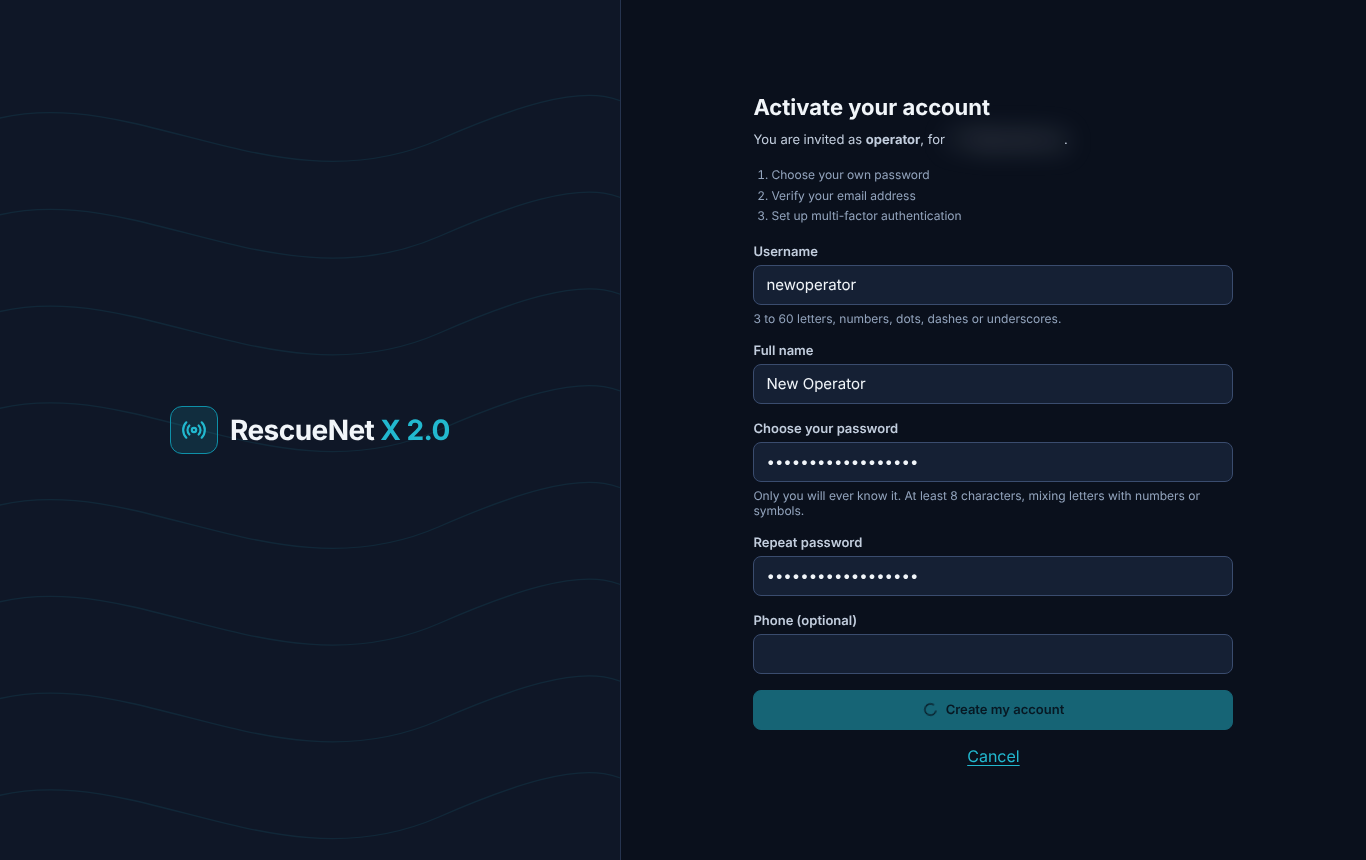 Activate your account
You are invited as operator, for .
1. Choose your own password
2. Verify your email address
3. Set up multi-factor authentication
Username
newoperator
3 to 60 letters, numbers, dots, dashes or underscores.
Full name
New Operator
Choose your password
••••••••••••••••••
Only you will ever know it. At least 8 characters, mixing letters with numbers or
symbols.
Repeat password
••••••••••••••••••
Phone (optional)
Create my account
Cancel
RescueNet X 2.0